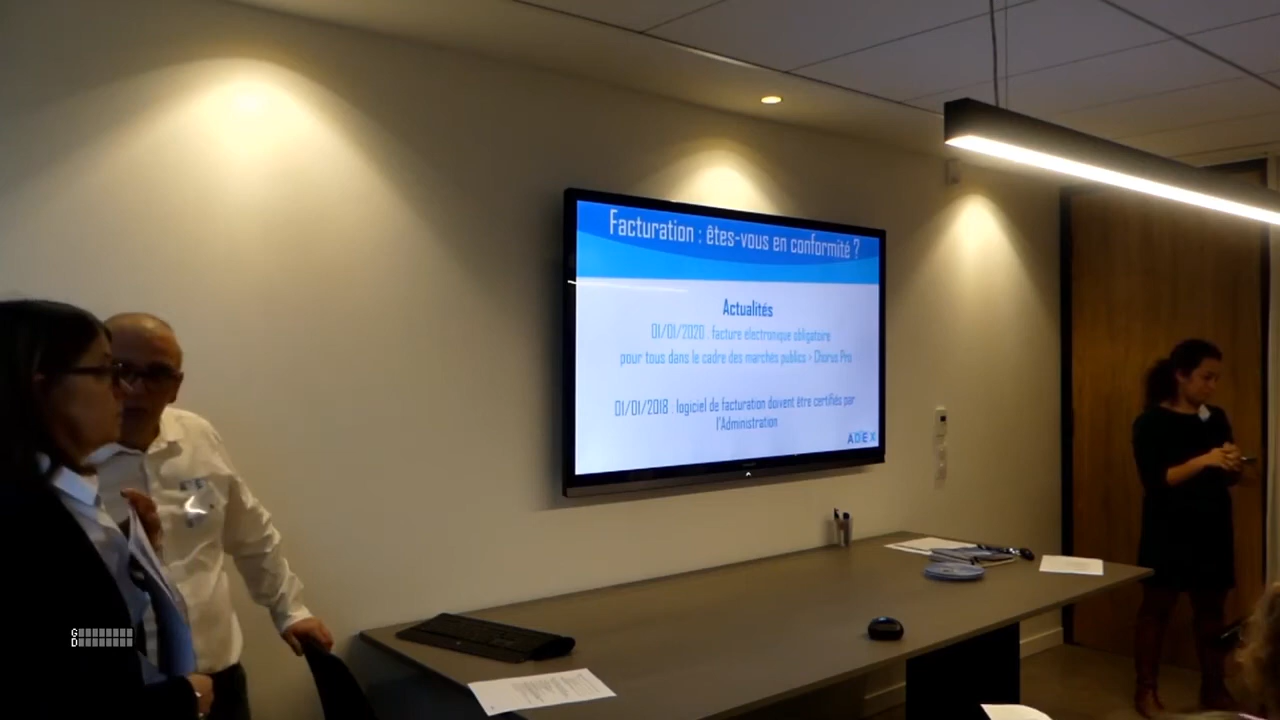 Facturation : êtes-vous en conformité ?
Actualités
01/01/2020 : facture électronique obligatoire
pour tous dans le cadre des marchés publics > Chorus Pro
01/01/2018 : logiciel de facturation doivent être certifiés par
l'Administration
ADEX
G
D